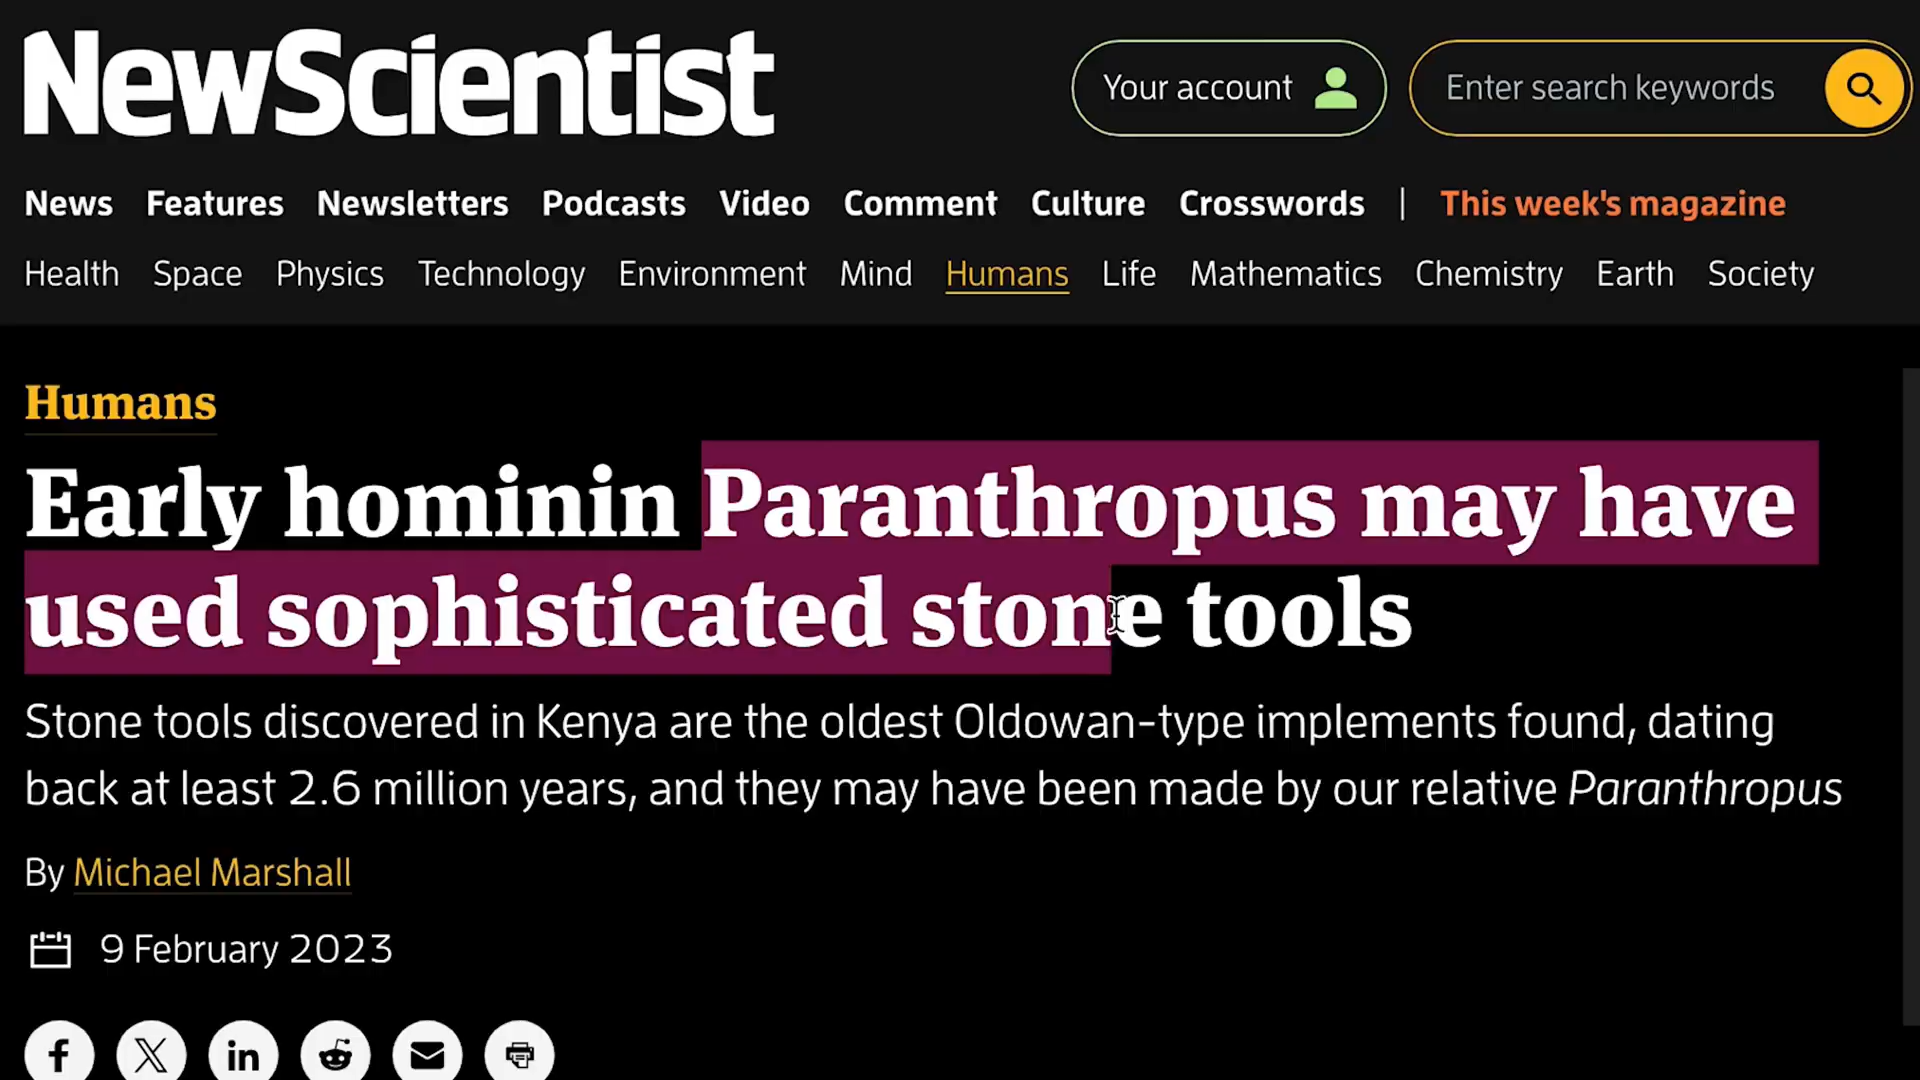 NewScientist
Your account
Enter search keywords
News Features Newsletters Podcasts Video Comment Culture Crosswords | This week's magazine
Health Space Physics Technology Environment Mind Humans Life Mathematics Chemistry Earth Society
Humans
Early hominin Paranthropus may have
used sophisticated stone tools
Stone tools discovered in Kenya are the oldest Oldowan-type implements found, dating
back at least 2.6 million years, and they may have been made by our relative Paranthropus
By Michael Marshall
9 February 2023